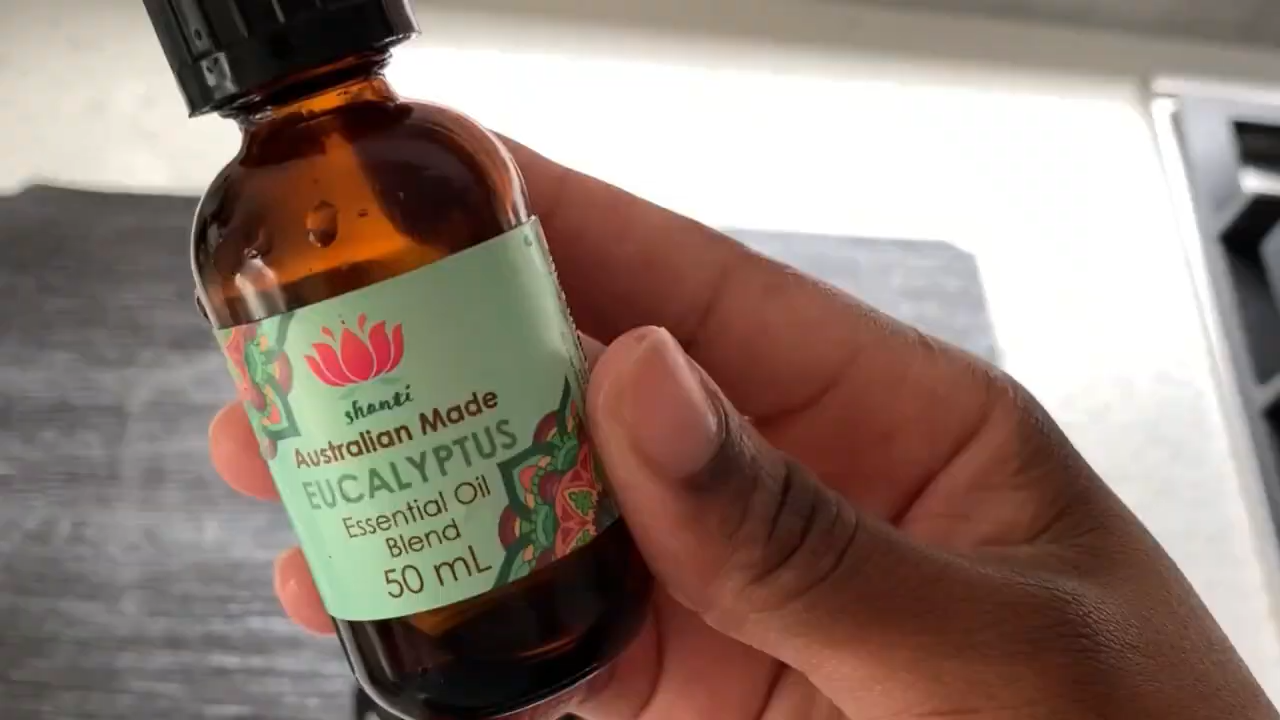 shanti
Australian Made
EUCALYPTUS
Essential Oil
Blend
50 mL